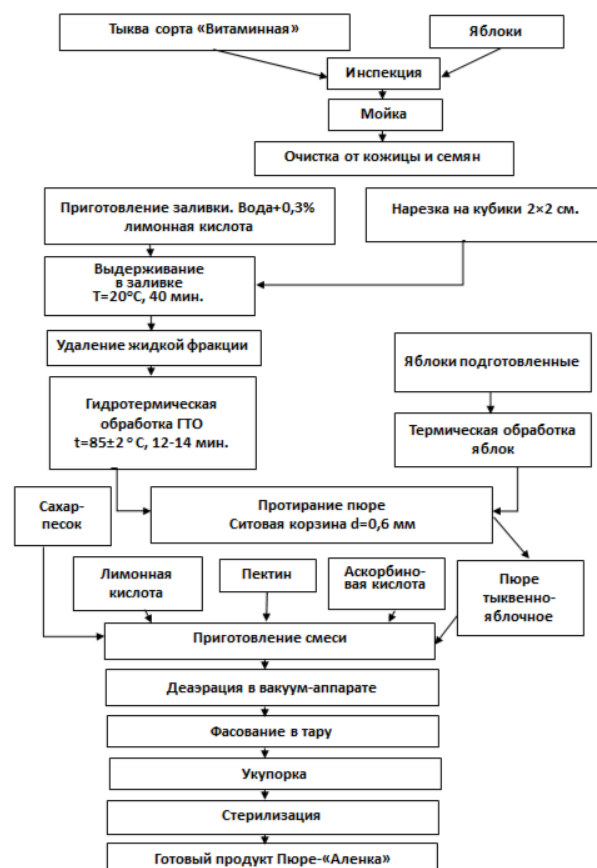 Тыква сорта «Витаминная»
Яблоки
Инспекция
Мойка
Очистка от кожицы и семян
Приготовление заливки. Вода+0,3%
лимонная кислота
Нарезка на кубики 2×2 см.
Выдерживание
в заливке
Т=20°С, 40 мин.
Удаление жидкой фракции
Яблоки подготовленные
Гидротермическая
обработка ГТО
t=85±2 ° С, 12-14 мин.
Термическая обработка
яблок
Сахар-
песок
Протирание пюре
Ситовая корзина d=0,6 мм
Лимонная
кислота
Пектин
Аскорбино-
вая кислота
Пюре
тыквенно-
яблочное
Приготовление смеси
Деаэрация в вакуум-аппарате
Фасование в тару
Укупорка
Стерилизация
Готовый продукт Пюре-«Аленка»